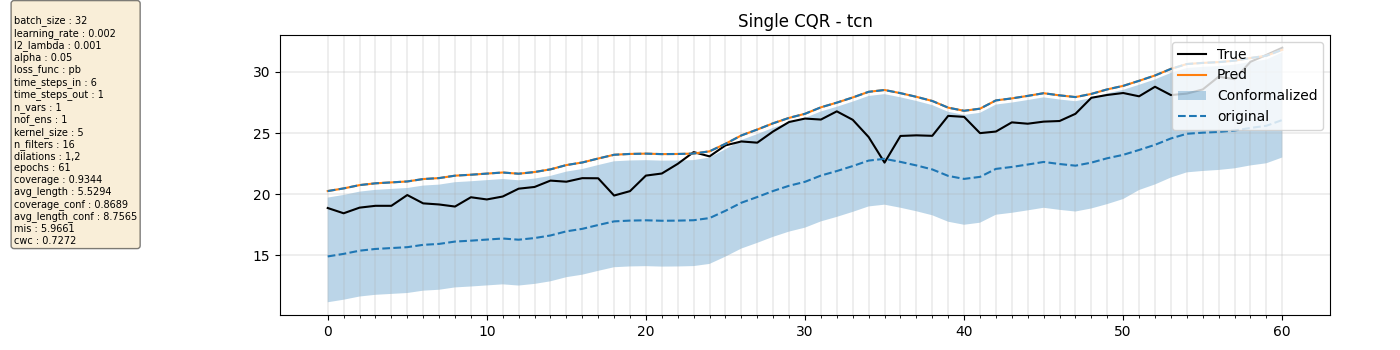 batch_size : 32
learning_rate : 0.002
l2_lambda : 0.001
alpha : 0.05
loss_func : pb
time_steps_in : 6
time_steps_out : 1
n_vars : 1
nof_ens : 1
kernel_size : 5
n_filters : 16
dilations : 1,2
epochs : 61
coverage : 0.9344
avg_length : 5.5294
coverage_conf : 0.8689
avg_length_conf : 8.7565
mis : 5.9661
cwc : 0.7272
Single CQR - tcn
True
Pred
Conformalized
original
30
25
20
15
0 10 20 30 40 50 60